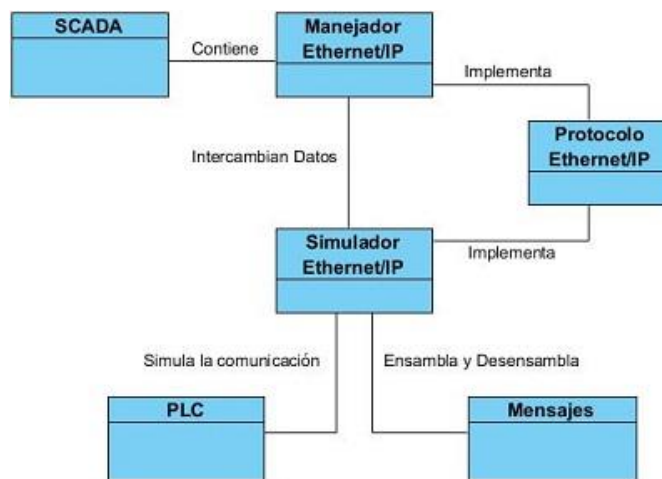 SCADA
Contiene
Manejador
Ethernet/IP
Implementa
Protocolo
Ethernet/IP
Intercambian Datos
Simulador
Ethernet/IP
Implementa
Simula la comunicación
Ensambla y Desensambla
PLC
Mensajes